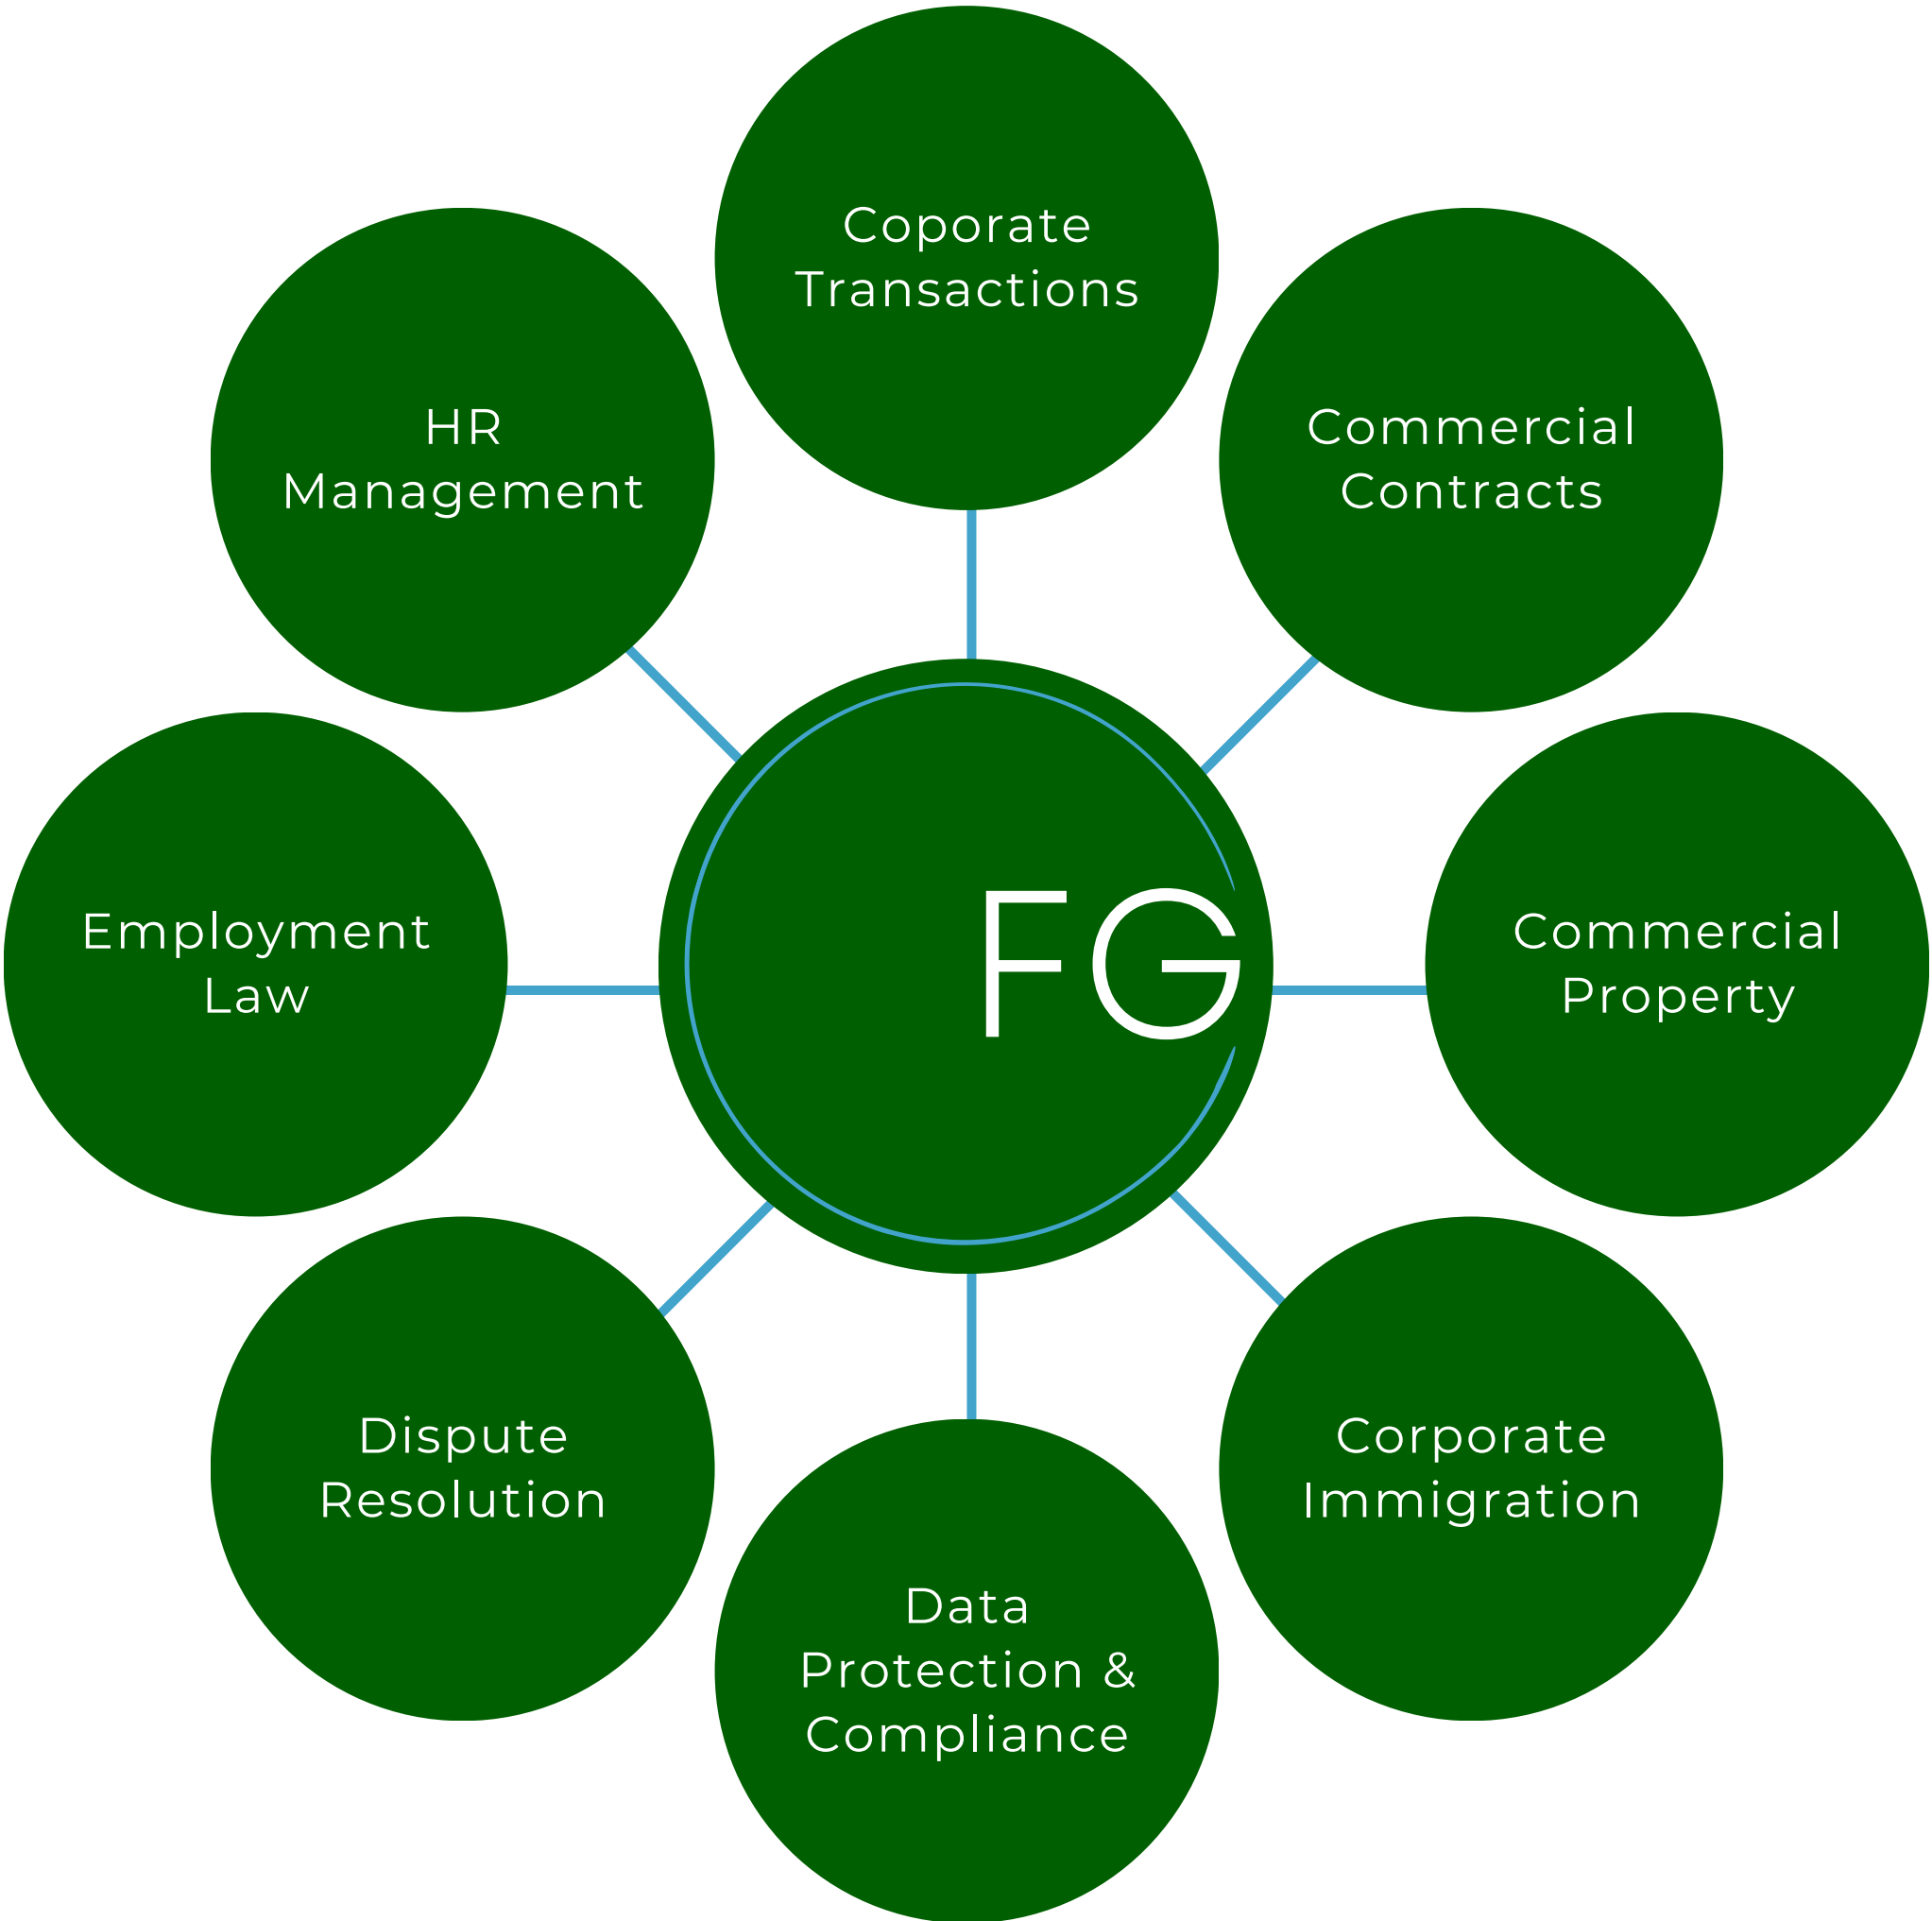 Coporate
Transactions
HR
Management
Commercial
Contracts
FG
Employment
Law
Commercial
Property
Dispute
Resolution
Corporate
Immigration
Data
Protection &
Compliance